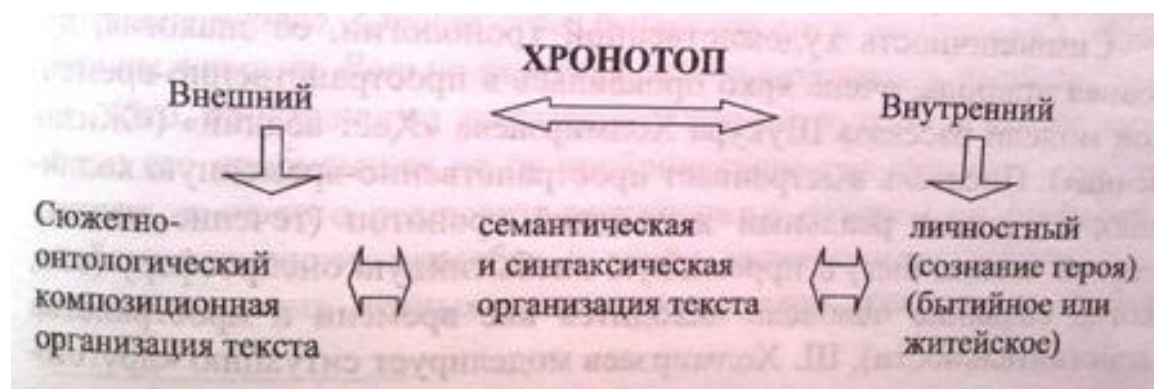 ХРОНОТОП
Внешний
Внутренний
Сюжетно-
онтологический
композиционная
организация текста
семантическая
и синтаксическая
организация текста
личностный
(сознание героя)
(бытийное или
житейское)